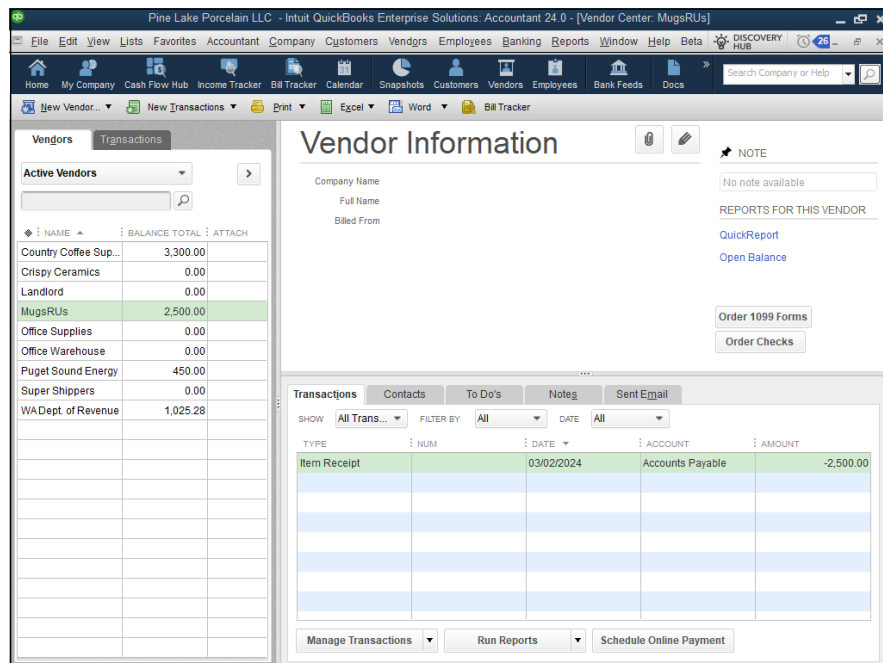 qb Pine Lake Porcelain LLC - Intuit QuickBooks Enterprise Solutions: Accountant 24.0 - [Vendor Center: MugsRUs]
File Edit View Lists Favorites Accountant Company Customers Vendors Employees Banking Reports Window Help Beta DISCOVERY HUB 26
Home My Company Cash Flow Hub Income Tracker Bill Tracker Calendar Snapshots Customers Vendors Employees Bank Feeds Docs » Search Company or Help
New Vendor... New Transactions Print Excel Word Bill Tracker
Vendors Transactions
Active Vendors
NAME BALANCE TOTAL ATTACH
Country Coffee Sup... 3,300.00
Crispy Ceramics 0.00
Landlord 0.00
MugsRUs 2,500.00
Office Supplies 0.00
Office Warehouse 0.00
Puget Sound Energy 450.00
Super Shippers 0.00
WA Dept. of Revenue 1,025.28
Vendor Information
Company Name
Full Name
Billed From
NOTE
No note available
REPORTS FOR THIS VENDOR
QuickReport
Open Balance
Order 1099 Forms
Order Checks
Transactions Contacts To Do's Notes Sent Email
SHOW All Trans... FILTER BY All DATE All
TYPE NUM DATE ACCOUNT AMOUNT
Item Receipt 03/02/2024 Accounts Payable -2,500.00
Manage Transactions Run Reports Schedule Online Payment